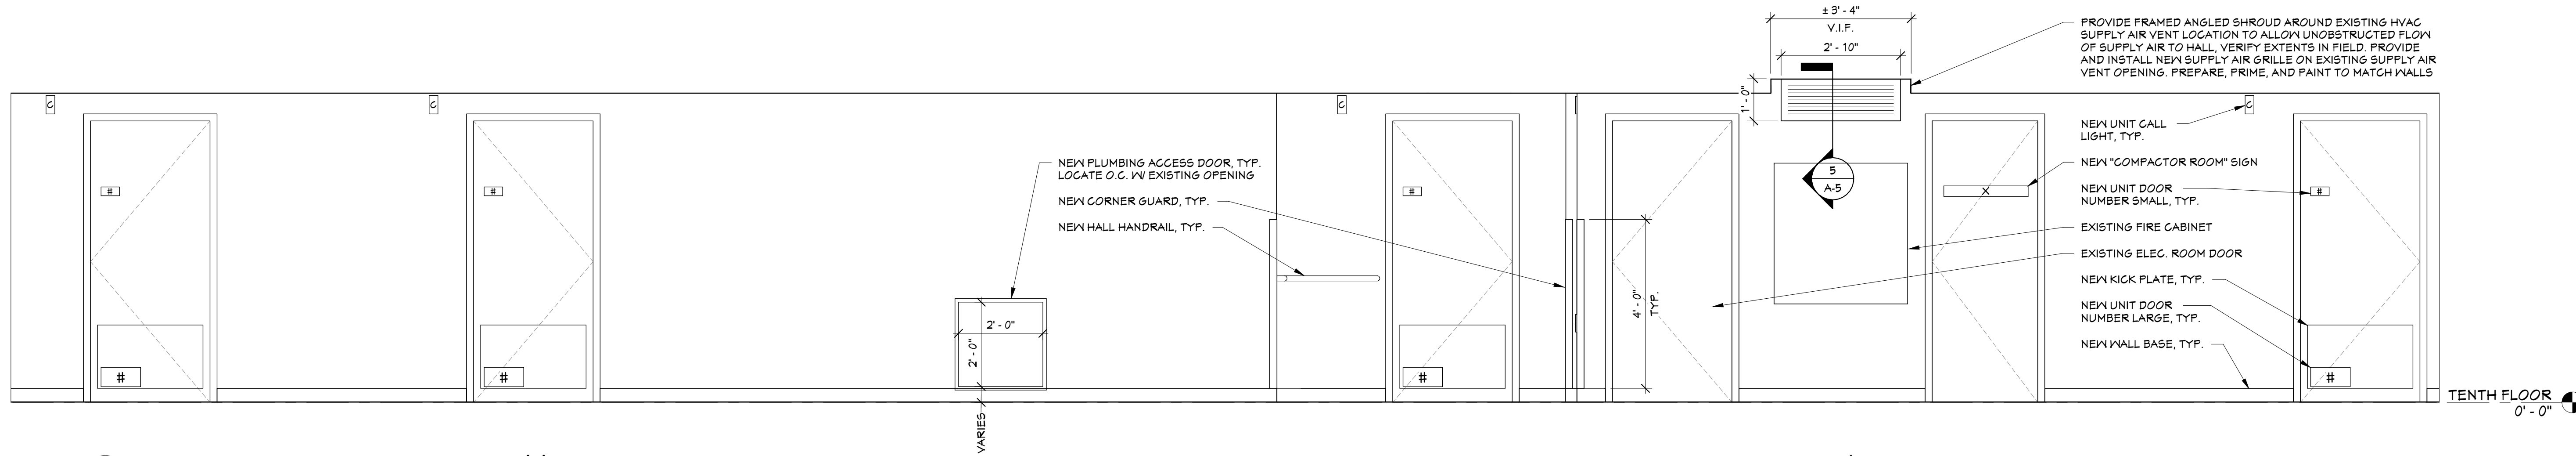 ± 3' - 4"
V.I.F.
2' - 10"
1' - 0"
PROVIDE FRAMED ANGLED SHROUD AROUND EXISTING HVAC
SUPPLY AIR VENT LOCATION TO ALLOW UNOBSTRUCTED FLOW
OF SUPPLY AIR TO HALL, VERIFY EXTENTS IN FIELD. PROVIDE
AND INSTALL NEW SUPPLY AIR GRILLE ON EXISTING SUPPLY AIR
VENT OPENING. PREPARE, PRIME, AND PAINT TO MATCH WALLS
C
C
C
C
NEW UNIT CALL
LIGHT, TYP.
NEW "COMPACTOR ROOM" SIGN
NEW UNIT DOOR
NUMBER SMALL, TYP.
EXISTING FIRE CABINET
EXISTING ELEC. ROOM DOOR
NEW KICK PLATE, TYP.
NEW UNIT DOOR
NUMBER LARGE, TYP.
NEW WALL BASE, TYP.
NEW PLUMBING ACCESS DOOR, TYP.
LOCATE O.C. W/ EXISTING OPENING
NEW CORNER GUARD, TYP.
NEW HALL HANDRAIL, TYP.
5
A-5
X
#
#
#
#
2' - 0"
2' - 0"
VARIES
4' - 0"
TYP.
#
#
#
#
TENTH FLOOR
0' - 0"